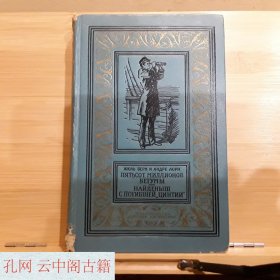 ЖЮЛЬ ВЕРН И АНДРЕ ЛОРИ
ПЯТЬСОТ МИЛЛИОНОВ
БЕГУМЫ
НАЙДЕНЫШ
С ПОГИБШЕЙ „ЦИНТИИ"
孔网 云中阁古籍